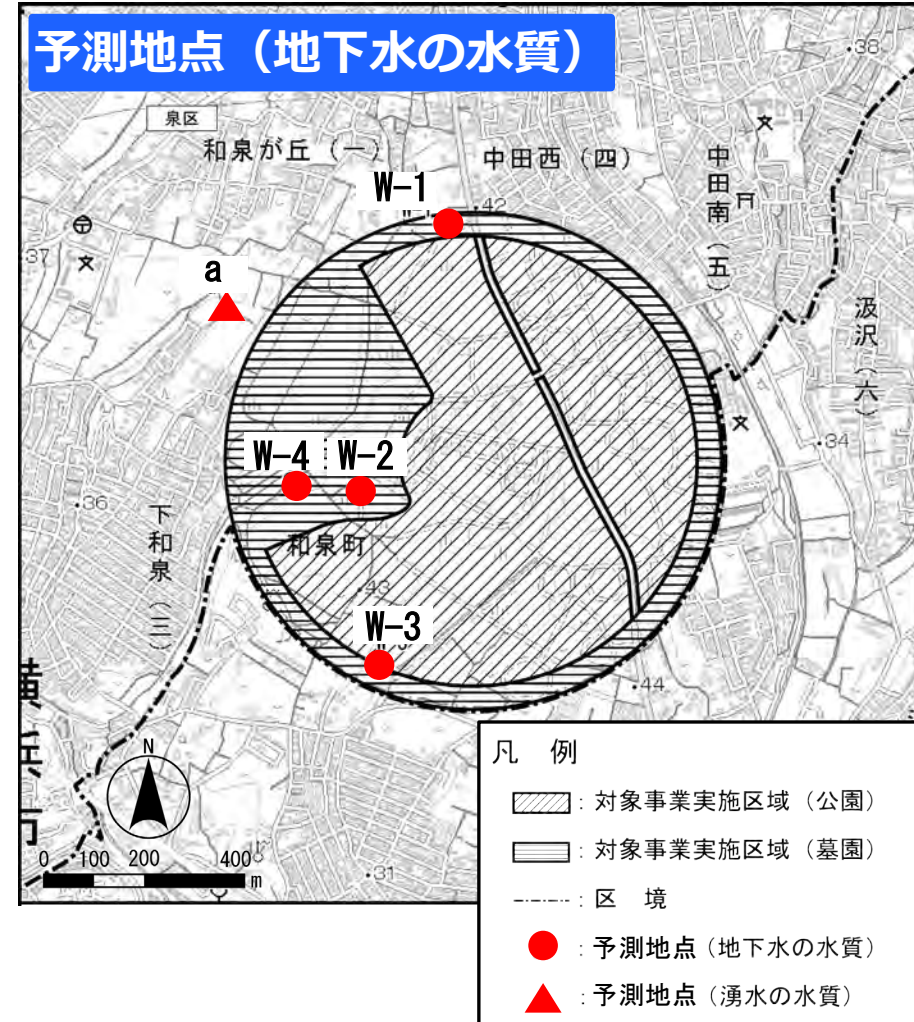 予測地点（地下水の水質）
・38
泉区
和泉が丘（一）
中田西（四）
中田南（五）
W-1
42
37
a
汲沢（六）
34
W-4
W-2
36
下和泉（三）
和泉町
43
W-3
44
横浜市
N
0 100 200 400
m
・31
凡 例
：対象事業実施区域（公園）
：対象事業実施区域（墓園）
：区 境
：予測地点（地下水の水質）
：予測地点（湧水の水質）